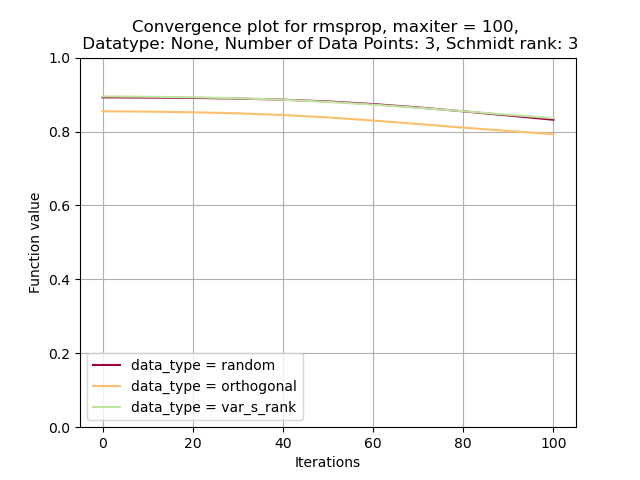 Convergence plot for rmsprop, maxiter = 100,
Datatype: None, Number of Data Points: 3, Schmidt rank: 3
1.0
0.8
0.6
0.4
0.2
0.0
Function value
data_type = random
data_type = orthogonal
data_type = var_s_rank
0 20 40 60 80 100
Iterations